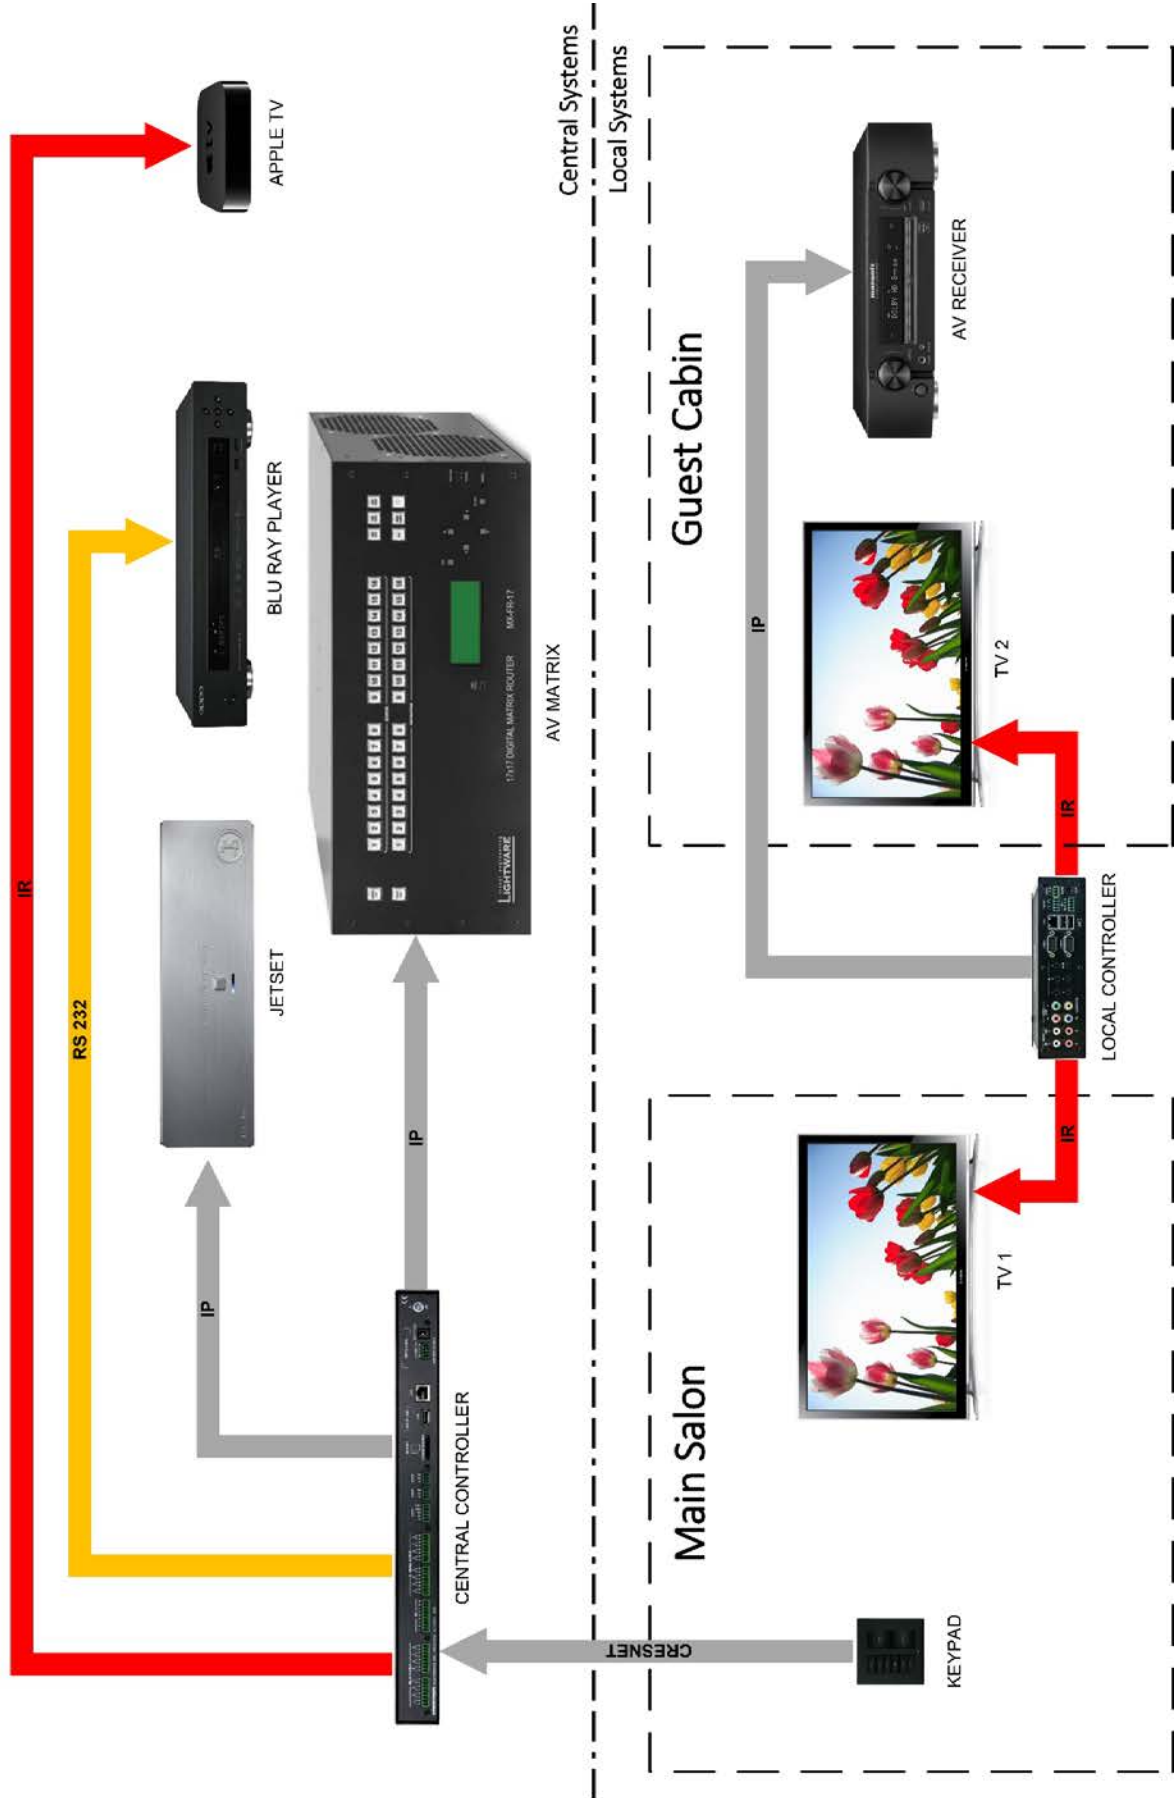 IR
APPLE TV
RS 232
BLU RAY PLAYER
IP
JETSET
IP
AV MATRIX
LIGHTWARE
17x17 DIGITAL MATRIX ROUTER
MX-FR-17
CENTRAL CONTROLLER
CRESNET
Central Systems
Local Systems
Main Salon
KEYPAD
TV 1
IR
LOCAL CONTROLLER
IR
Guest Cabin
IP
TV 2
AV RECEIVER
marantz